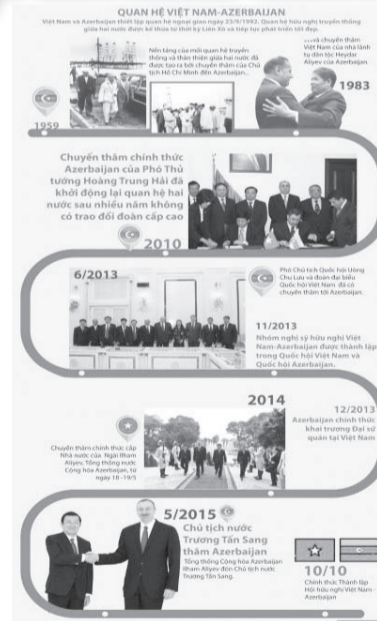 QUAN HỆ VIỆT NAM-AZERBAIJAN
Việt Nam và Azerbaijan thiết lập quan hệ ngoại giao ngày 23/9/1992. Quan hệ hữu nghị truyền thống
giữa hai nước được kế thừa từ thời kỳ Liên Xô và tiếp tục phát triển tốt đẹp.
Nền tảng của mối quan hệ truyền
thống và thân thiện giữa hai nước đã
được tạo ra bởi chuyến thăm của Chủ
tịch Hồ Chí Minh đến Azerbaijan...
...và chuyến thăm
Việt Nam của nhà lãnh
tụ dân tộc Heydar
Aliyev của Azerbaijan
1983
1959
Chuyến thăm chính thức
Azerbaijan của Phó Thủ
tướng Hoàng Trung Hải đã
khởi động lại quan hệ hai
nước sau nhiều năm không
có trao đổi đoàn cấp cao
2010
6/2013
Phó Chủ tịch Quốc hội Uông
Chu Lưu và đoàn đại biểu
Quốc hội Việt Nam đã có
chuyến thăm tới Azerbaijan.
11/2013
Nhóm nghị sỹ hữu nghị Việt
Nam-Azerbaijan được thành lập
trong Quốc hội Việt Nam và
Quốc hội Azerbaijan.
2014
12/2013
Azerbaijan chính thức
khai trương Đại sứ
quán tại Việt Nam
Chuyến thăm chính thức cấp
Nhà nước của Ngài Ilham
Aliyev, Tổng thống nước
Cộng hòa Azerbaijan, từ
ngày 18-19/5
5/2015
Chủ tịch nước
Trương Tấn Sang
thăm Azerbaijan
Tổng thống Cộng hòa Azerbaijan
Ilham Aliyev đón Chủ tịch nước
Trương Tấn Sang.
10/10
Chính thức Thành lập
Hội hữu nghị Việt Nam
Azerbaijan